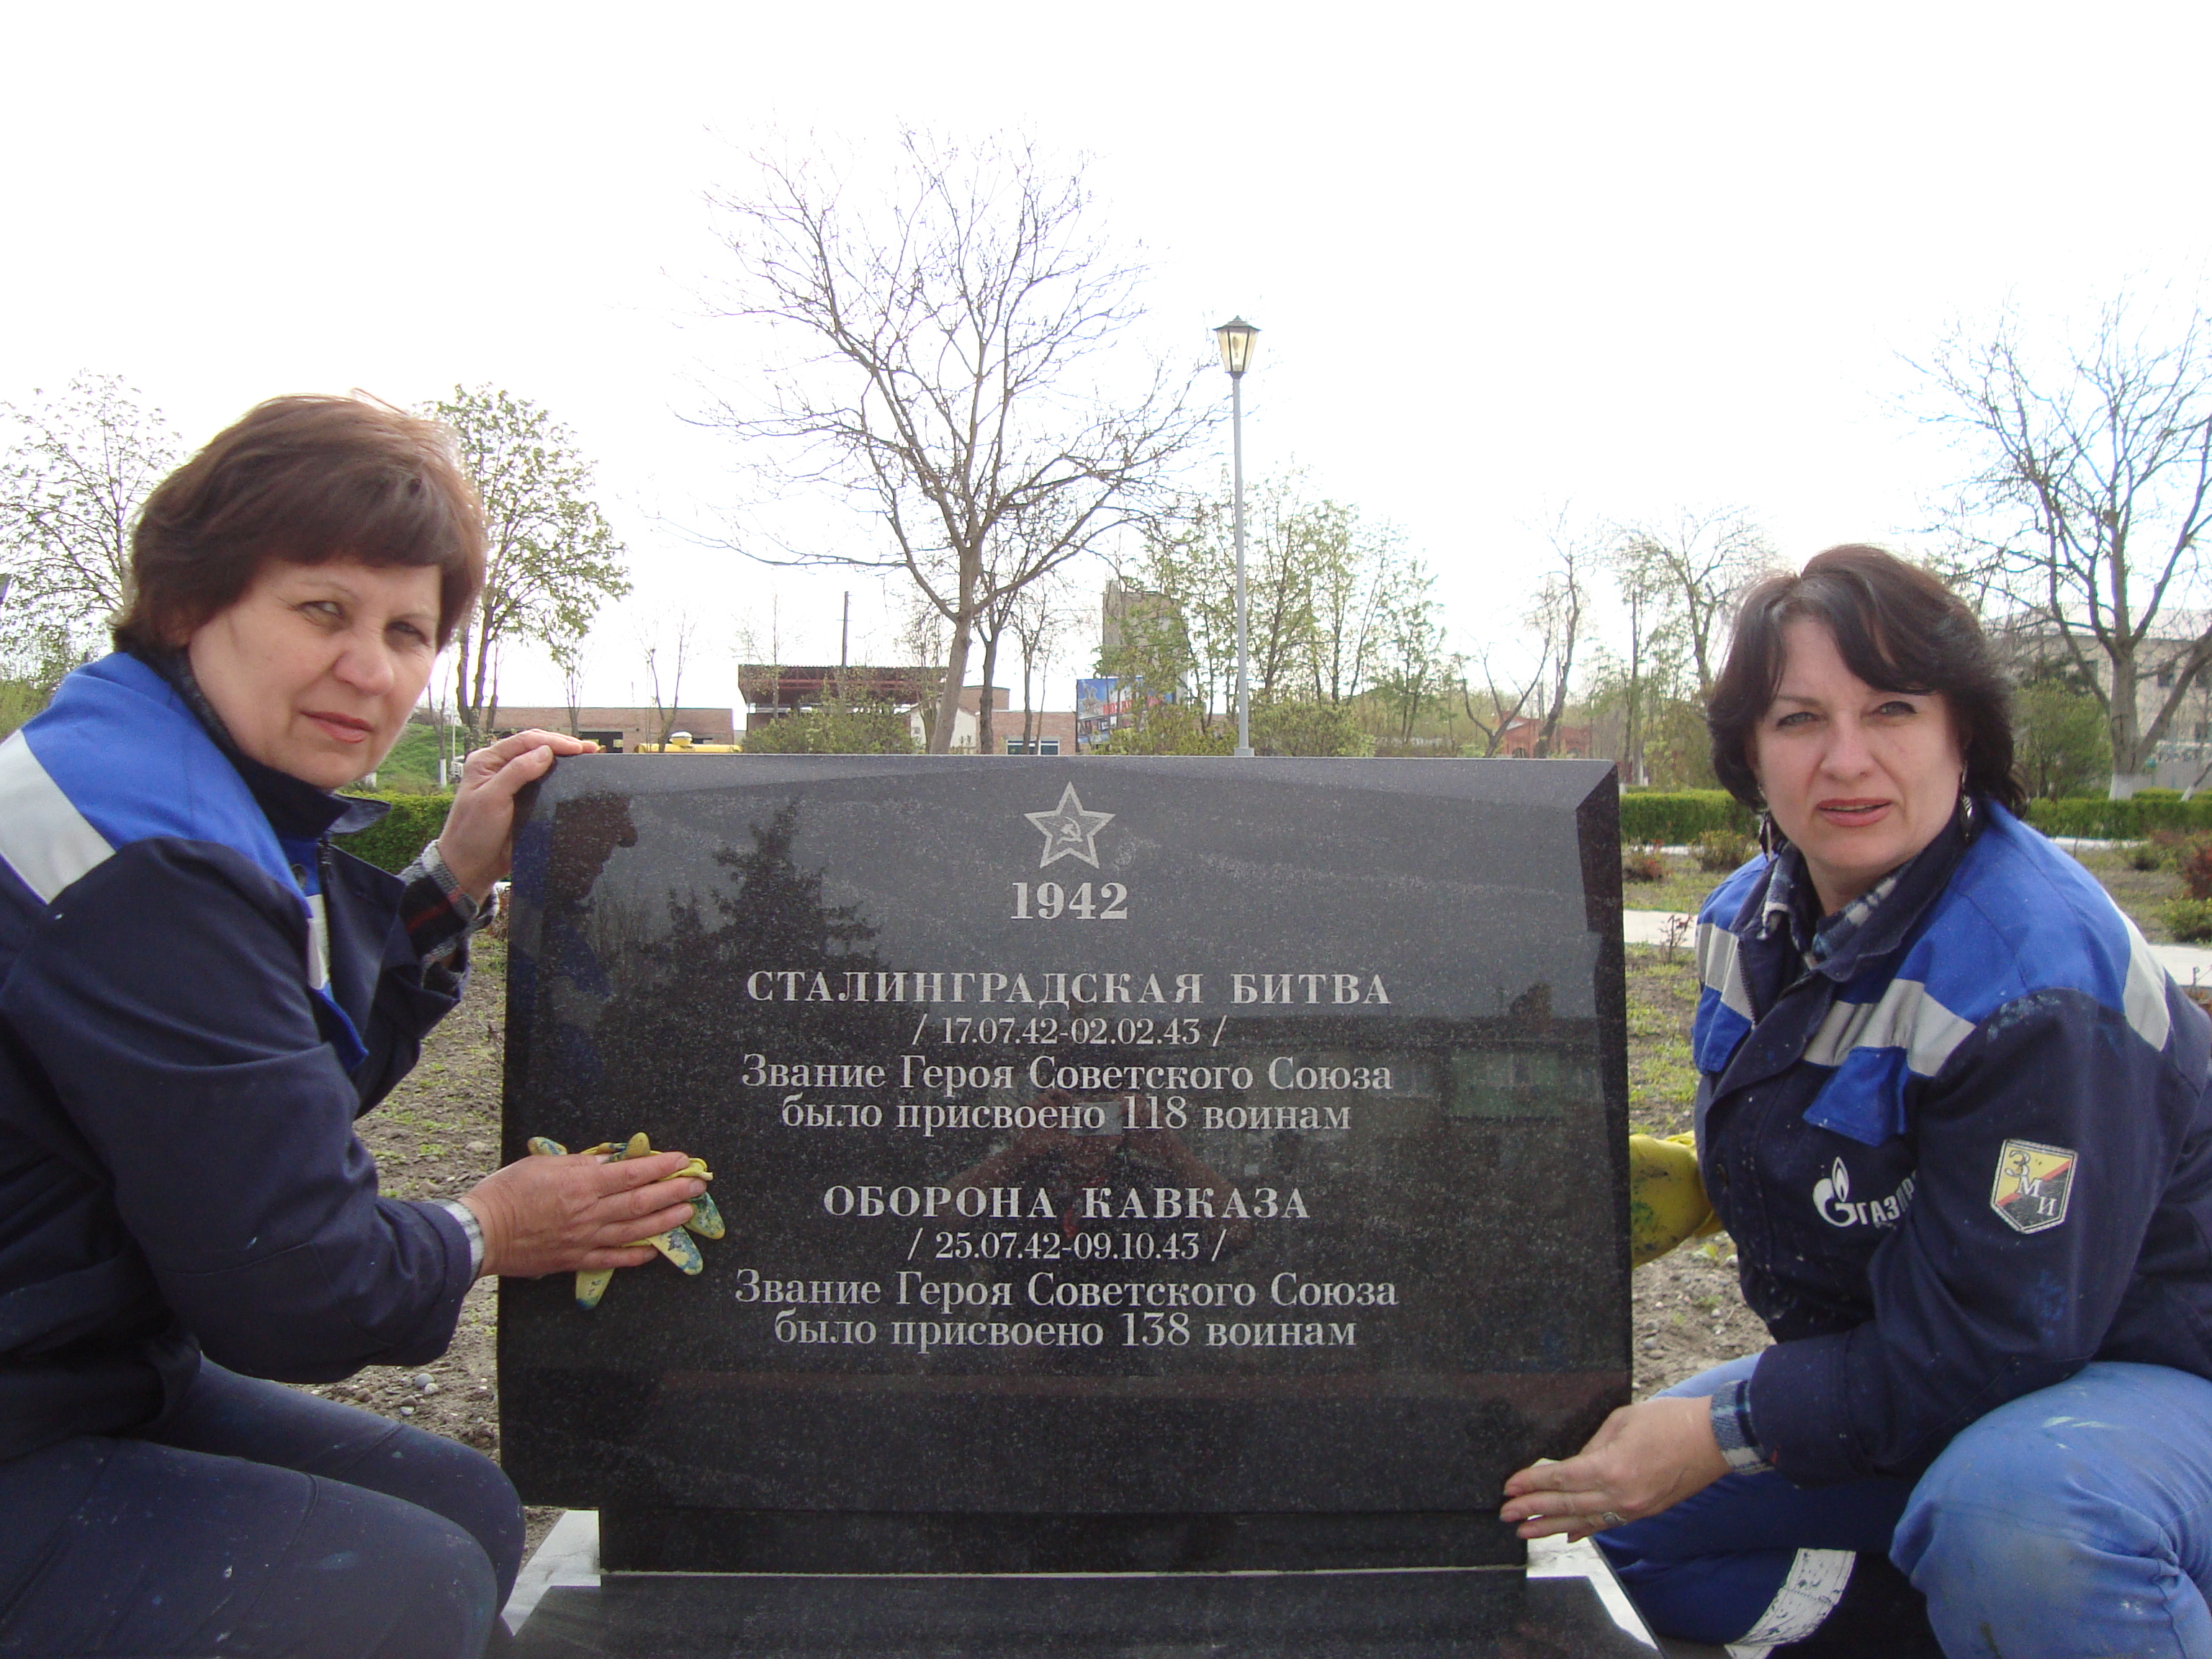 1942
СТАЛИНГРАДСКАЯ БИТВА
/ 17.07.42-02.02.43 /
Звание Героя Советского Союза
было присвоено 118 воинам
ОБОРОНА КАВКАЗА
/ 25.07.42-09.10.43 /
Звание Героя Советского Союза
было присвоено 138 воинам
ГАЗПР
ЗМИ